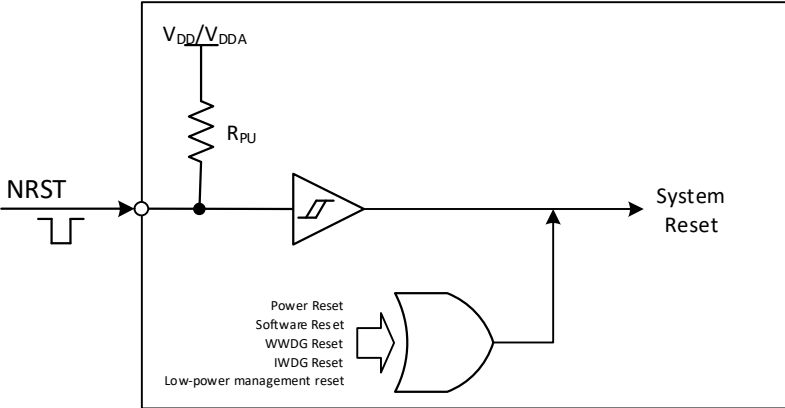 VDD/VDDA
RPU
NRST
System
Reset
Power Reset
Software Reset
WWDG Reset
IWDG Reset
Low-power management reset